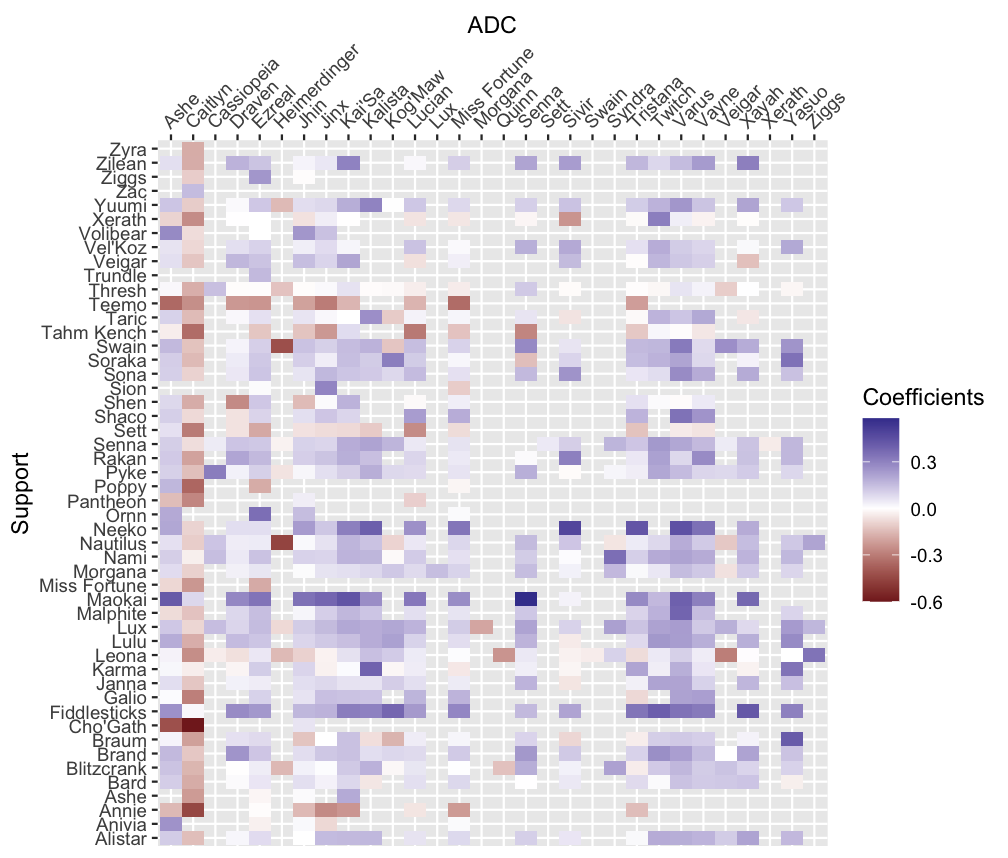 ADC
Ashe
Caitlyn
Cassiopeia
Draven
Ezreal
Heimerdinger
Jhin
Jinx
Kai'Sa
Kalista
Kog'Maw
Lucian
Lux
Miss Fortune
Morgana
Quinn
Senna
Sett
Sivir
Swain
Syndra
Tristana
Twitch
Varus
Vayne
Veigar
Xayah
Xerath
Yasuo
Ziggs
Support
Zyra
Zilean
Ziggs
Zac
Yuumi
Xerath
Volibear
Vel'Koz
Veigar
Trundle
Thresh
Teemo
Taric
Tahm Kench
Swain
Soraka
Sona
Sion
Shen
Shaco
Sett
Senna
Rakan
Pyke
Poppy
Pantheon
Ornn
Neeko
Nautilus
Nami
Morgana
Miss Fortune
Maokai
Malphite
Lux
Lulu
Leona
Karma
Janna
Galio
Fiddlesticks
Cho'Gath
Braum
Brand
Blitzcrank
Bard
Ashe
Annie
Anivia
Alistar
Coefficients
0.3
0.0
-0.3
-0.6